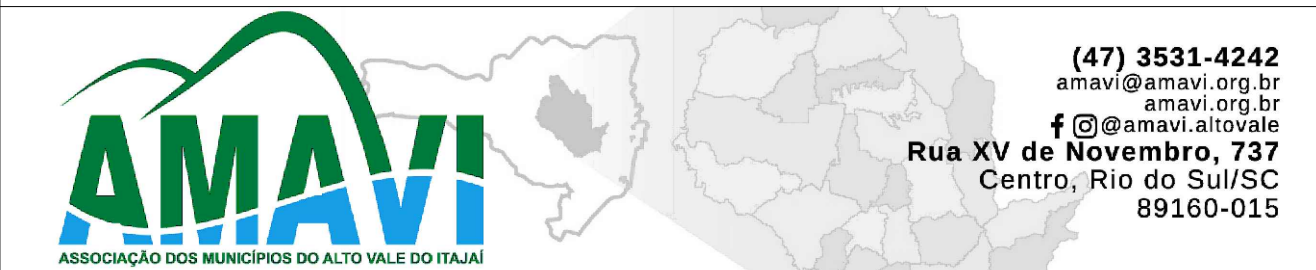 AMAVI
ASSOCIAÇÃO DOS MUNICÍPIOS DO ALTO VALE DO ITAJAÍ
(47) 3531-4242
amavi@amavi.org.br
amavi.org.br
@amavi.altovale
Rua XV de Novembro, 737
Centro, Rio do Sul/SC
89160-015